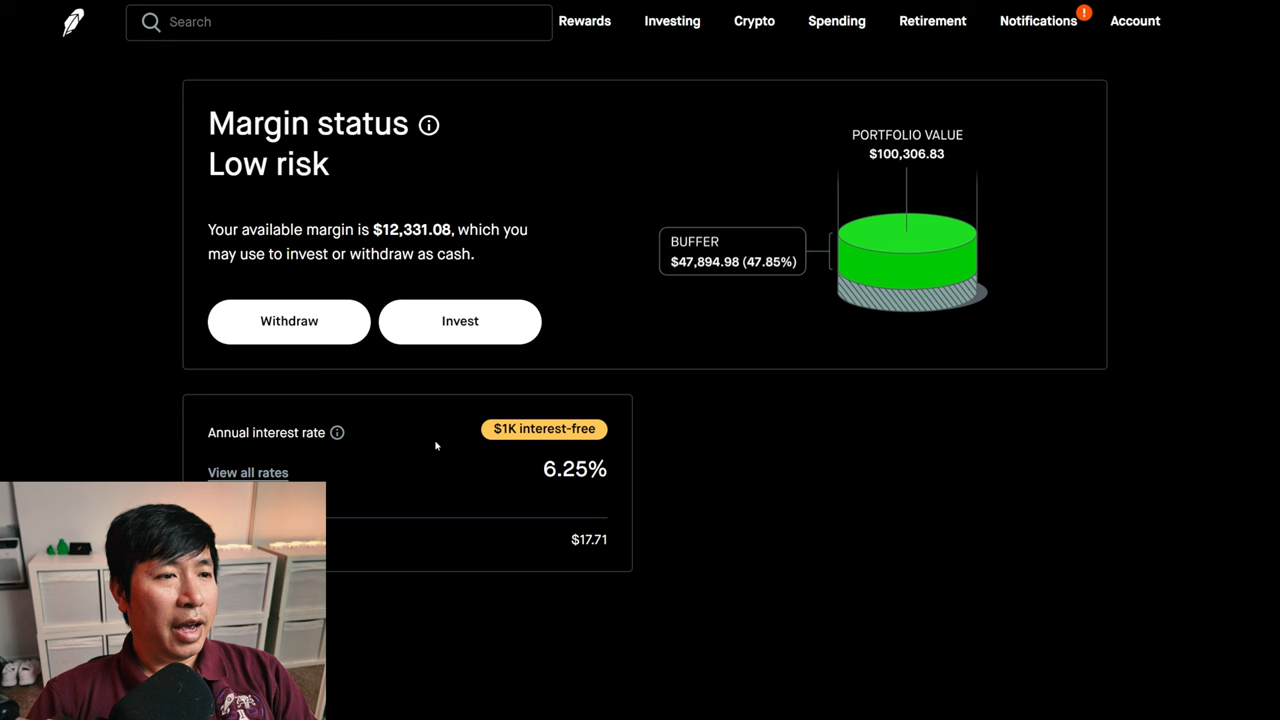 Search
Rewards
Investing
Crypto
Spending
Retirement
Notifications
!
Account
Margin status
Low risk
Your available margin is $12,331.08, which you
may use to invest or withdraw as cash.
Withdraw
Invest
PORTFOLIO VALUE
$100,306.83
BUFFER
$47,894.98 (47.85%)
Annual interest rate
$1K interest-free
View all rates
6.25%
$17.71